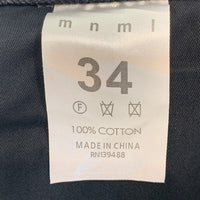 mnml
34
F
100% COTTON
MADE IN CHINA
RN139488